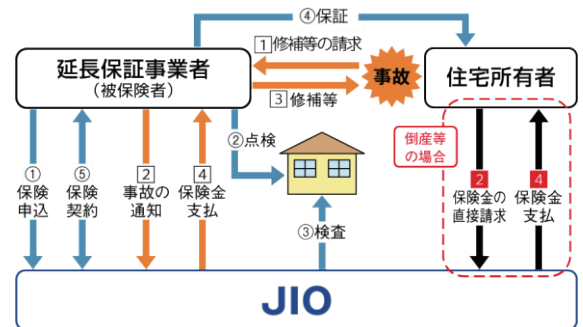 ④保証
延長保証事業者
（被保険者）
1修補等の請求
3修補等
事故
住宅所有者
②点検
倒産等
の場合
①
保険
申込
⑤
保険
契約
2
事故の
通知
4
保険金
支払
③検査
2
保険金の
直接請求
4
保険金
支払
JIO